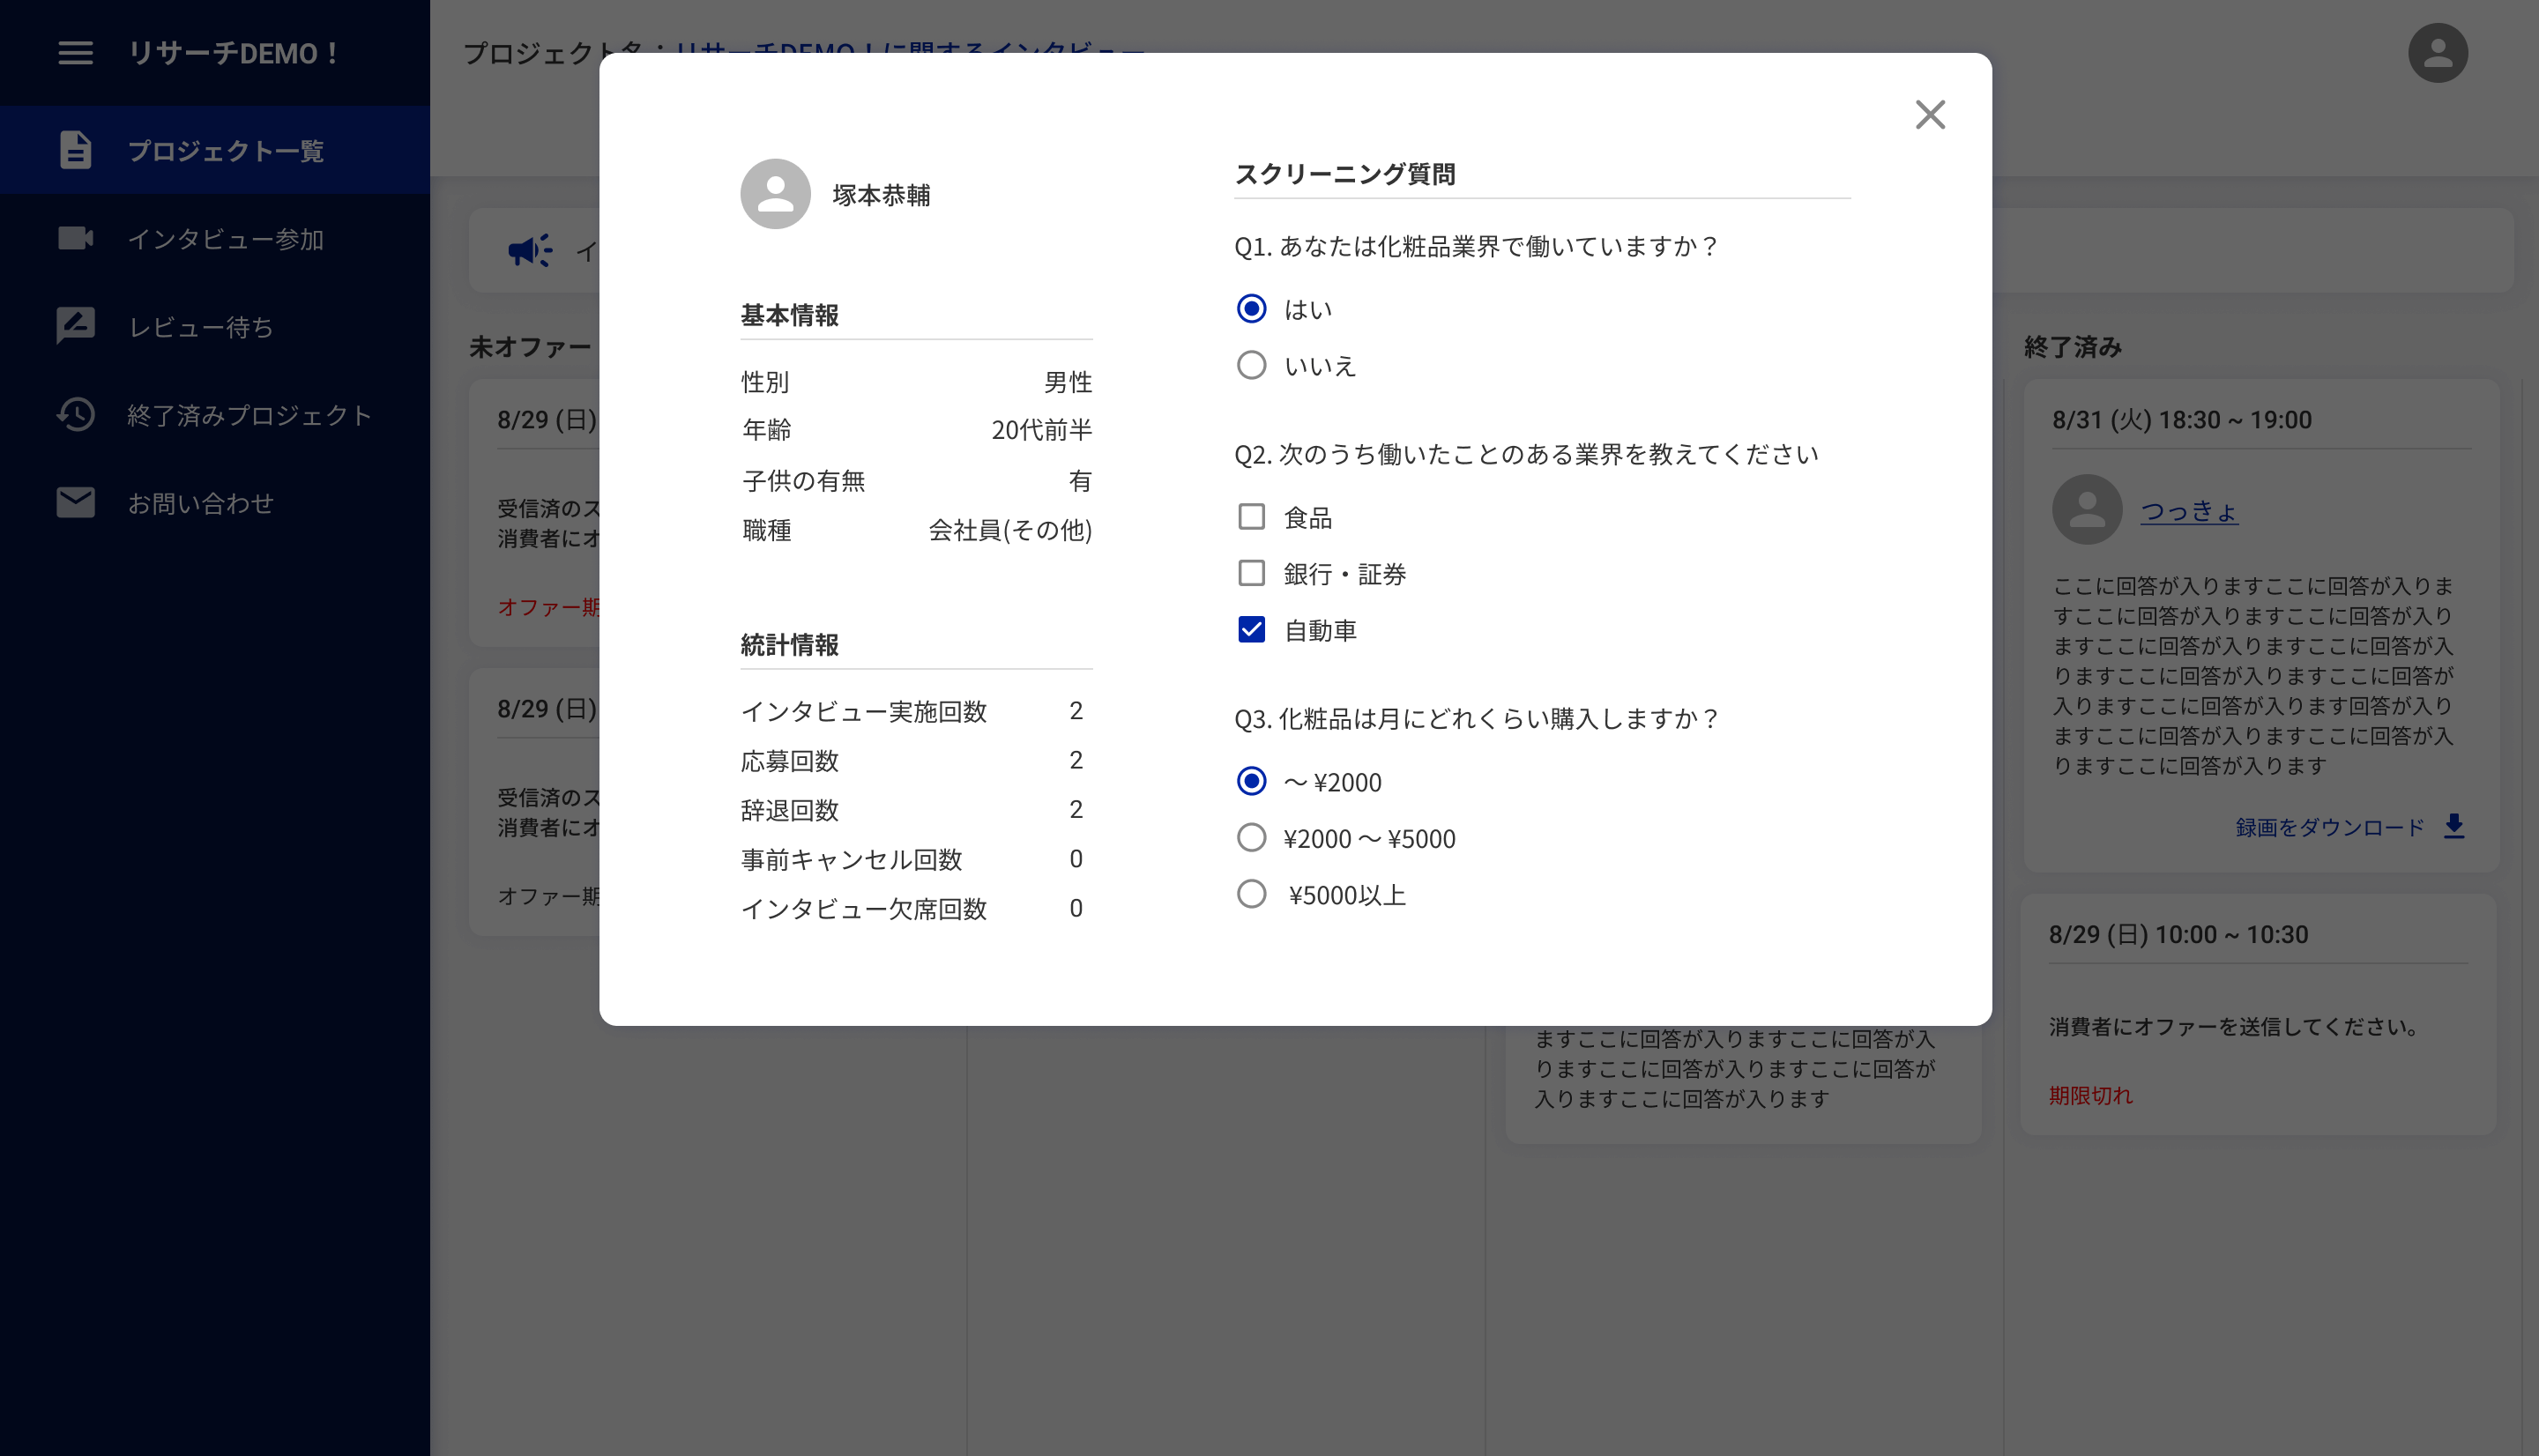 リサーチDEMO！
プロジェクト一覧
インタビュー参加
レビュー待ち
終了済みプロジェクト
お問い合わせ
プロジェクト名：リサーチDEMO！に関するインタビュー
イ
未オファー
8/29 (日)
受信済のス
消費者にオ
オファー期
8/29 (日)
受信済のス
消費者にオ
オファー期
塚本恭輔
基本情報
性別 男性
年齢 20代前半
子供の有無 有
職種 会社員(その他)
統計情報
インタビュー実施回数 2
応募回数 2
辞退回数 2
事前キャンセル回数 0
インタビュー欠席回数 0
スクリーニング質問
Q1. あなたは化粧品業界で働いていますか？
はい
いいえ
Q2. 次のうち働いたことのある業界を教えてください
食品
銀行・証券
自動車
Q3. 化粧品は月にどれくらい購入しますか？
〜 ¥2000
¥2000 〜 ¥5000
¥5000以上
ますここに回答が入りますここに回答が入
りますここに回答が入りますここに回答が
入りますここに回答が入ります
終了済み
8/31 (火) 18:30 ~ 19:00
つっきょ
ここに回答が入りますここに回答が入りま
すここに回答が入りますここに回答が入り
ますここに回答が入りますここに回答が入
りますここに回答が入りますここに回答が
入りますここに回答が入ります回答が入り
ますここに回答が入りますここに回答が入
りますここに回答が入ります
録画をダウンロード
8/29 (日) 10:00 ~ 10:30
消費者にオファーを送信してください。
期限切れ